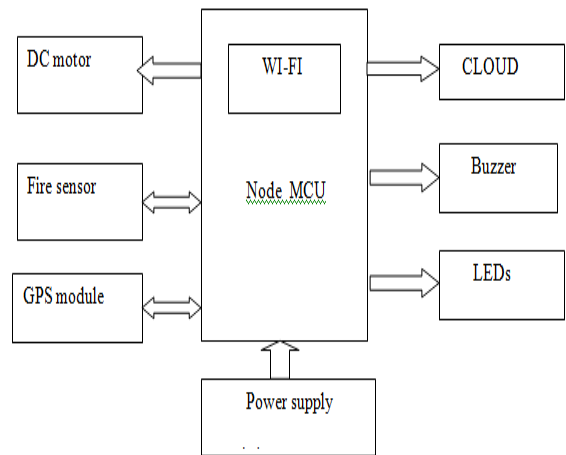 DC motor
WI-FI
CLOUD
Fire sensor
Node MCU
Buzzer
GPS module
LEDs
Power supply